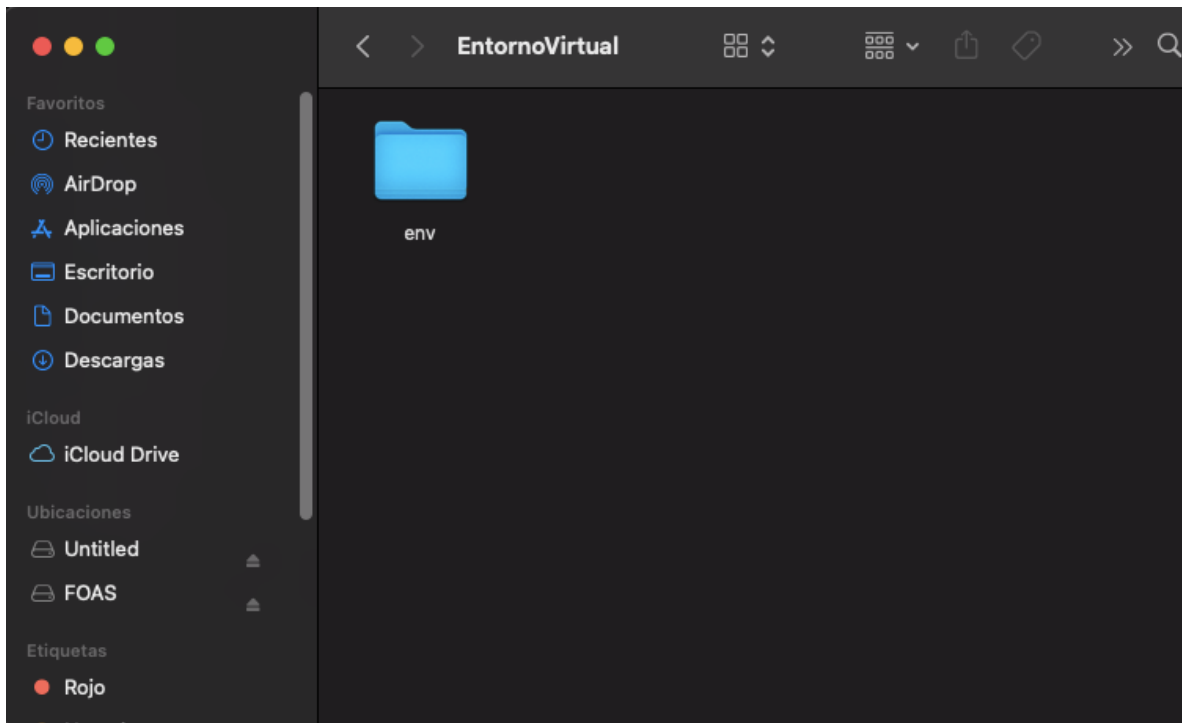 EntornoVirtual
Favoritos
Recientes
AirDrop
Aplicaciones
Escritorio
Documentos
Descargas
iCloud
iCloud Drive
Ubicaciones
Untitled
FOAS
Etiquetas
Rojo
env